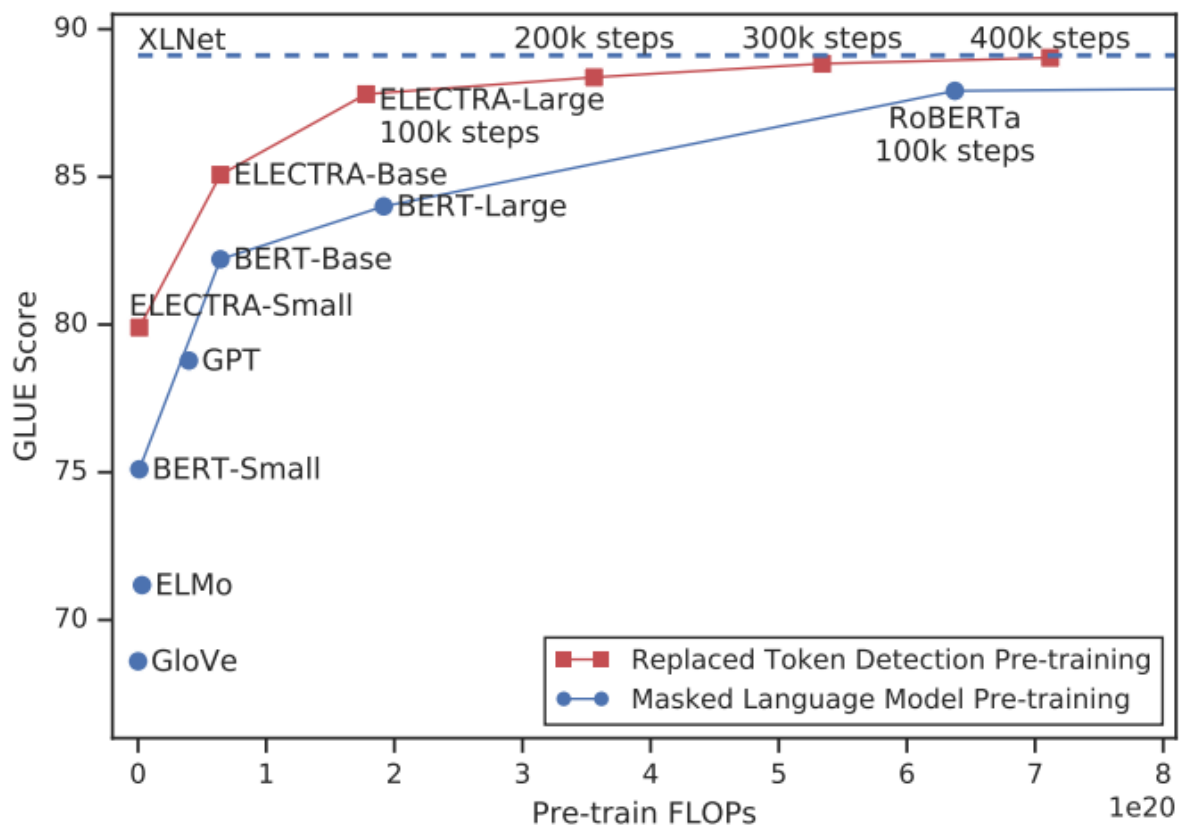 90
XLNet
200k steps
300k steps
400k steps
ELECTRA-Large
100k steps
RoBERTa
100k steps
85
ELECTRA-Base
BERT-Large
BERT-Base
ELECTRA-Small
80
GPT
GLUE Score
75
BERT-Small
ELMo
70
GloVe
Replaced Token Detection Pre-training
Masked Language Model Pre-training
0 1 2 3 4 5 6 7 8
1e20
Pre-train FLOPs